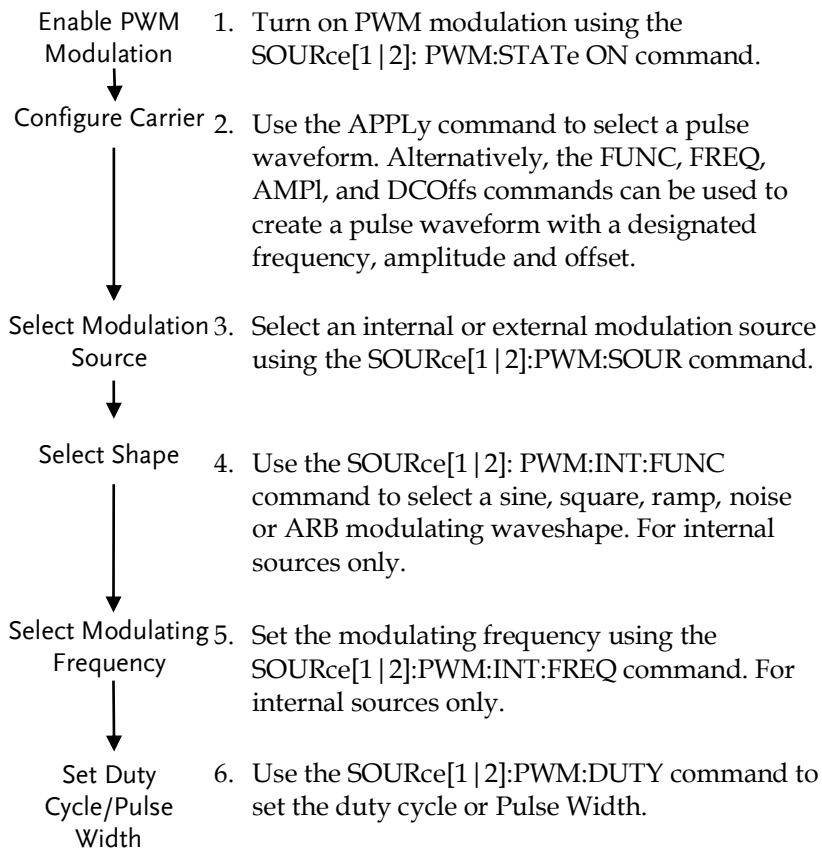 Enable PWM
Modulation
1. Turn on PWM modulation using the
SOURce[1|2]: PWM:STATe ON command.
Configure Carrier
2. Use the APPLy command to select a pulse
waveform. Alternatively, the FUNC, FREQ,
AMPl, and DCOffs commands can be used to
create a pulse waveform with a designated
frequency, amplitude and offset.
Select Modulation
Source
3. Select an internal or external modulation source
using the SOURce[1|2]:PWM:SOUR command.
Select Shape
4. Use the SOURce[1|2]: PWM:INT:FUNC
command to select a sine, square, ramp, noise
or ARB modulating waveshape. For internal
sources only.
Select Modulating
Frequency
5. Set the modulating frequency using the
SOURce[1|2]:PWM:INT:FREQ command. For
internal sources only.
Set Duty
Cycle/Pulse
Width
6. Use the SOURce[1|2]:PWM:DUTY command to
set the duty cycle or Pulse Width.